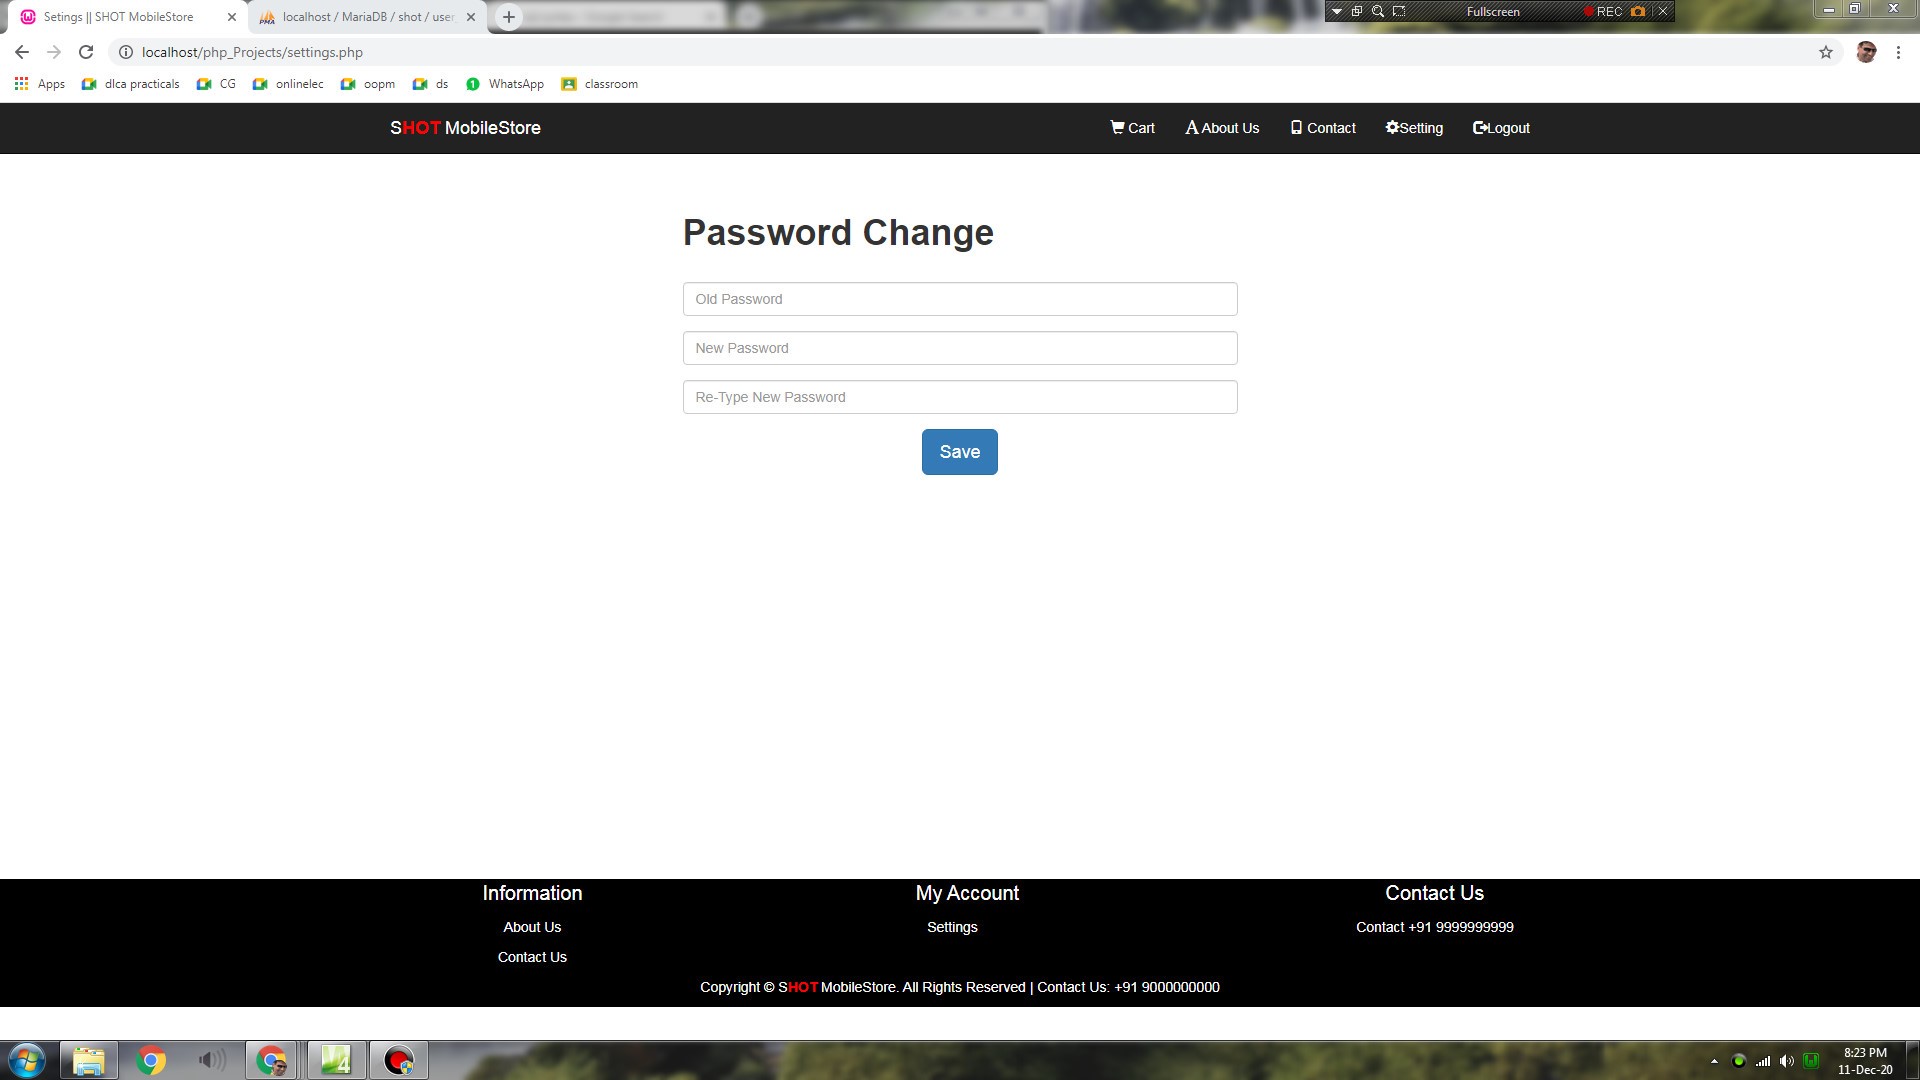 Setings || SHOT MobileStore
localhost / MariaDB / shot / user
Fullscreen
REC
localhost/php_Projects/settings.php
Apps
dlca practicals
CG
onlinelec
oopm
ds
1
WhatsApp
classroom
SHOT MobileStore
Cart
About Us
Contact
Setting
Logout
Password Change
Old Password
New Password
Re-Type New Password
Save
Information
My Account
Contact Us
About Us
Settings
Contact +91 9999999999
Contact Us
Copyright © SHOT MobileStore. All Rights Reserved | Contact Us: +91 9000000000
4
8:23 PM
11-Dec-20